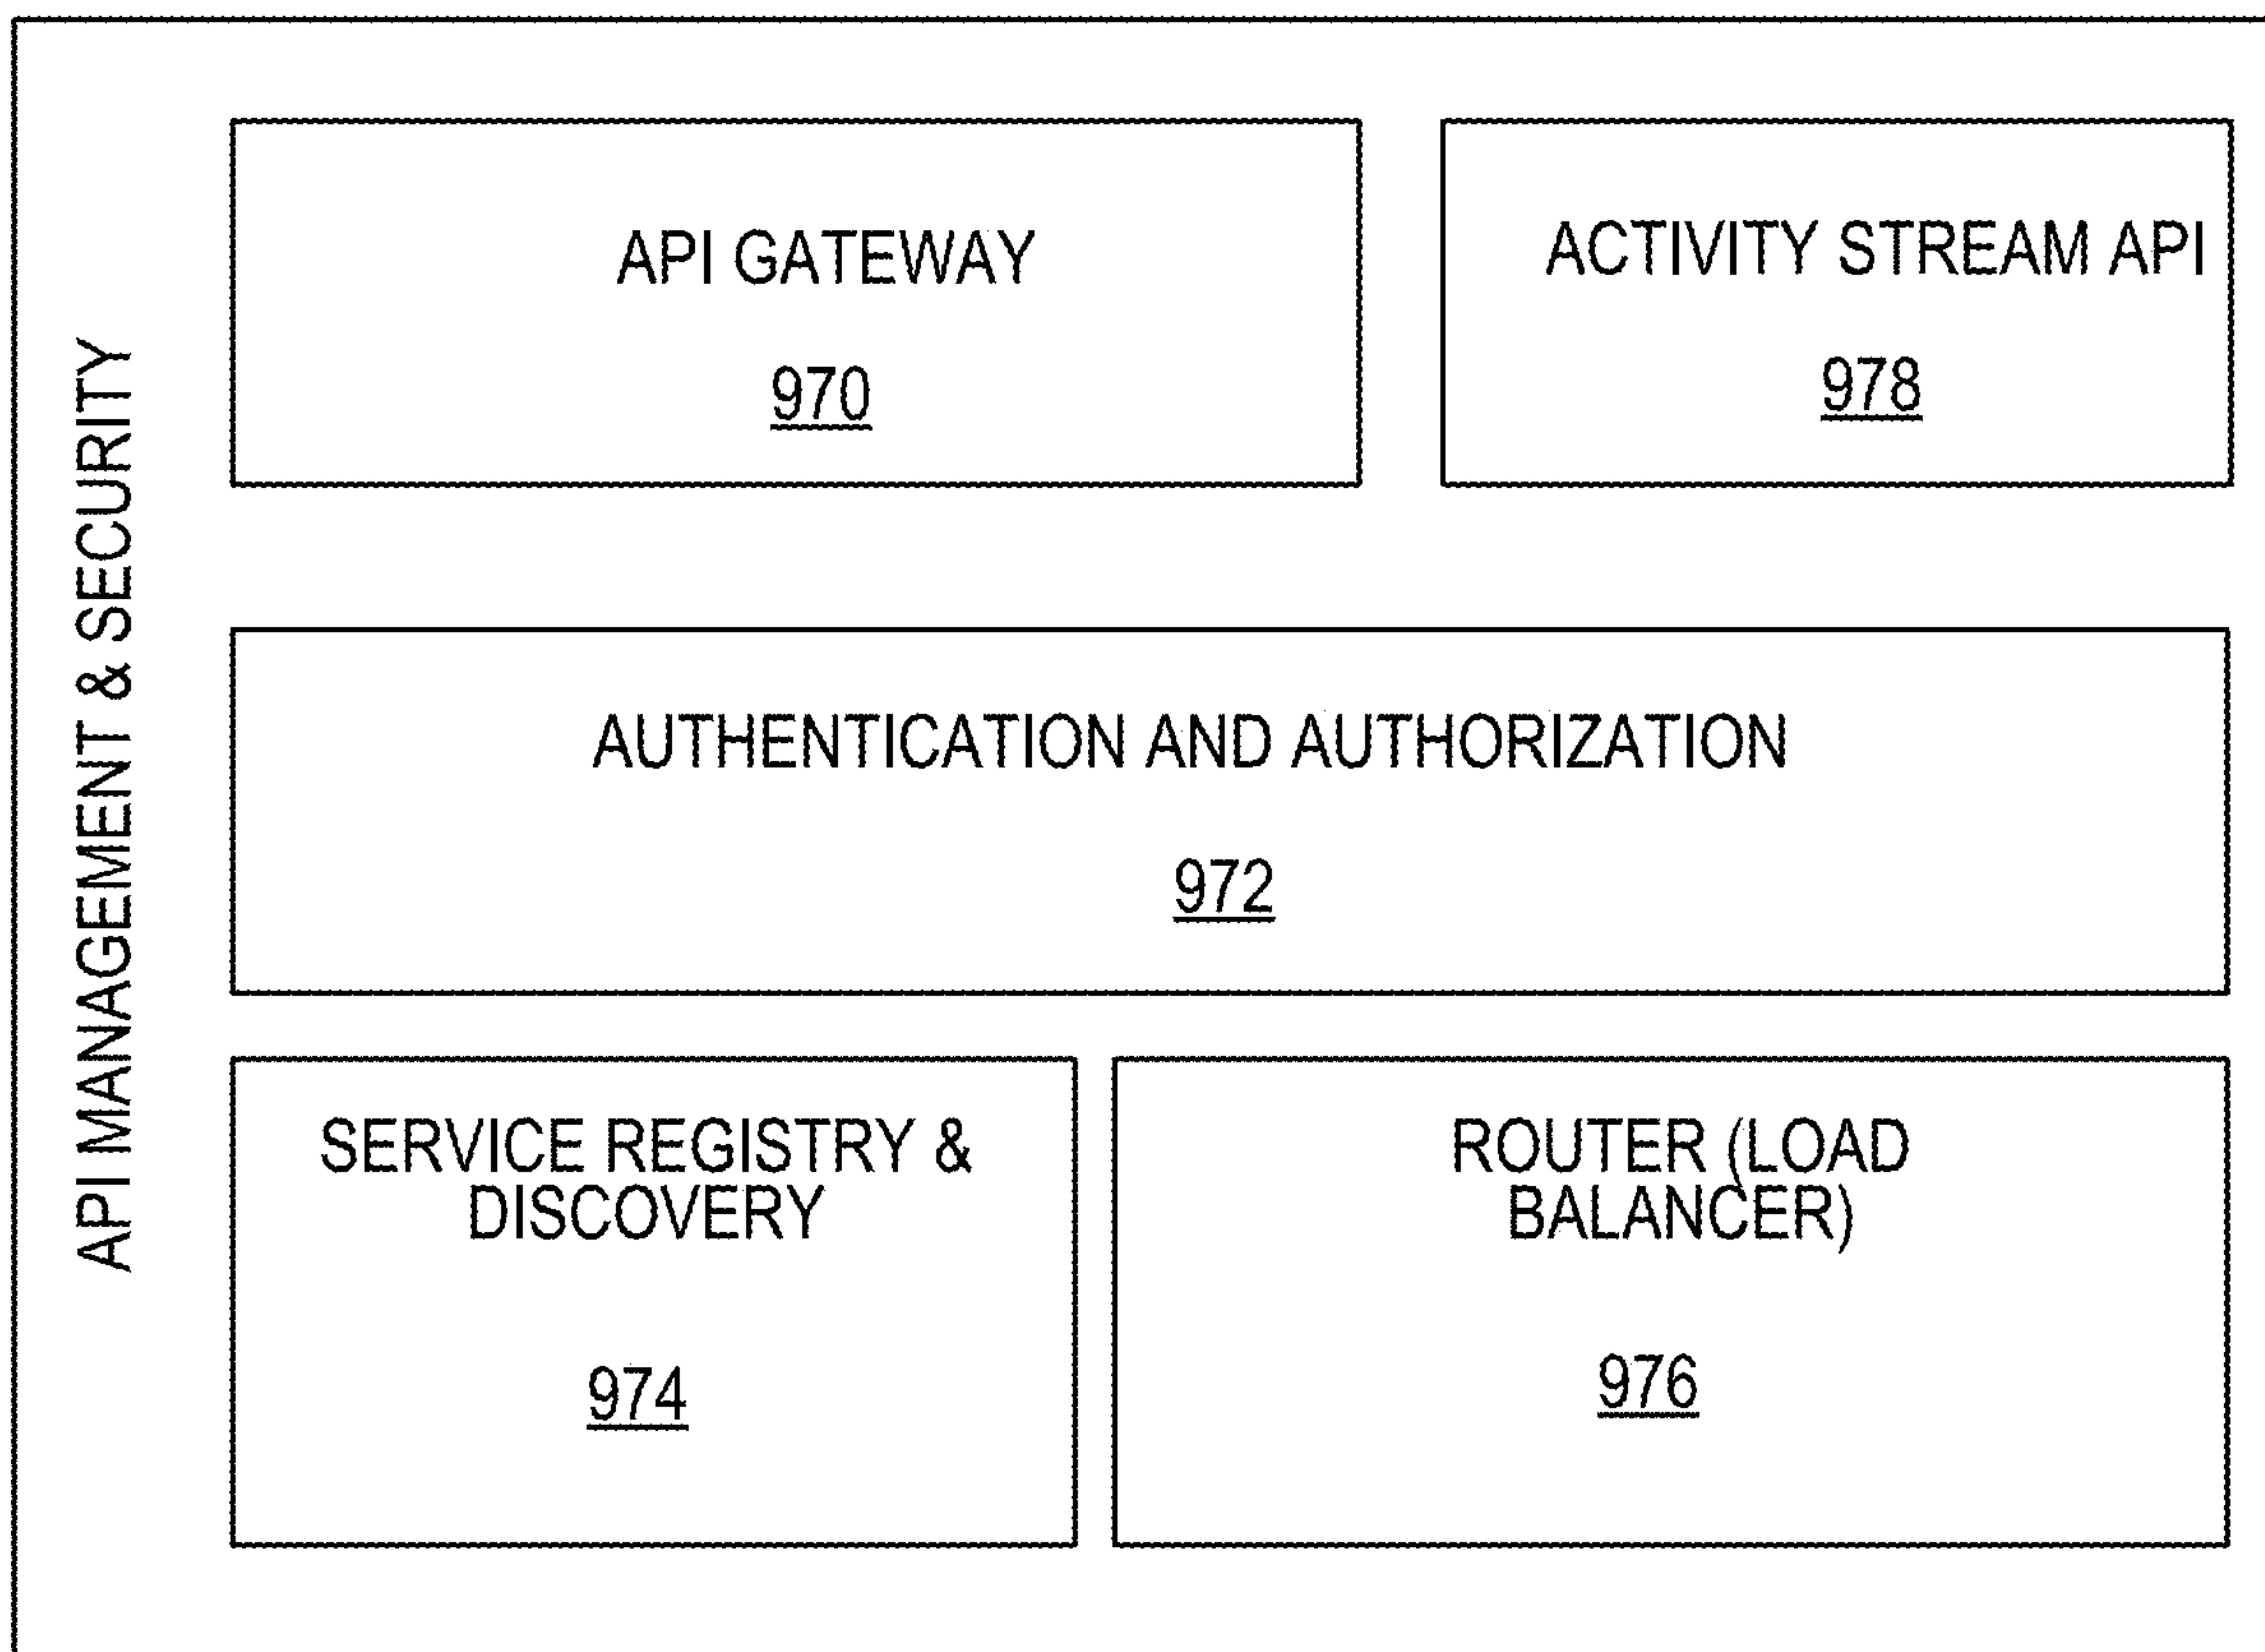 API MANAGEMENT & SECURITY
API GATEWAY
970
ACTIVITY STREAM API
978
AUTHENTICATION AND AUTHORIZATION
972
SERVICE REGISTRY &
DISCOVERY
974
ROUTER (LOAD
BALANCER)
976